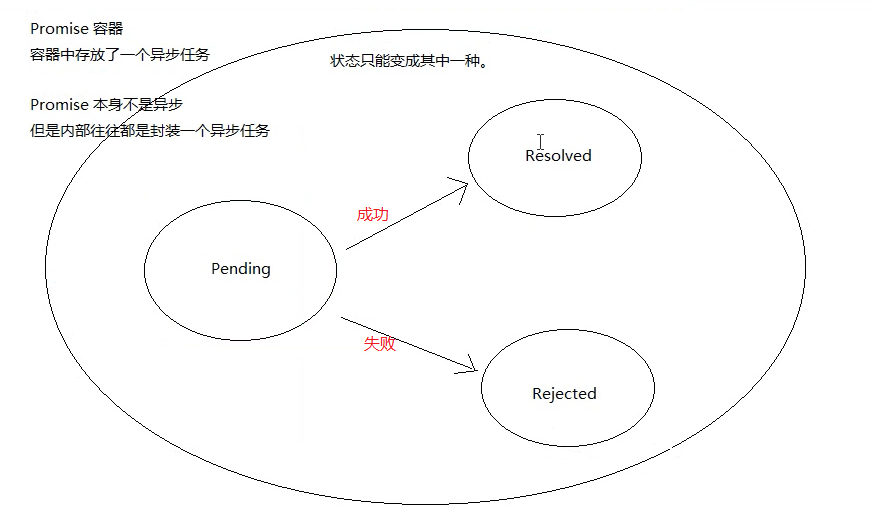 Promise 容器
容器中存放了一个异步任务
状态只能变成其中一种。
Promise 本身不是异步
但是内部往往都是封装一个异步任务
Resolved
成功
Pending
失败
Rejected